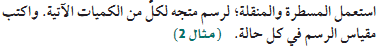 استعمل المسطرة والمنقلة؛ لرسم متجه لكلٍّ من الكميات الآتية. واكتب
مقياس الرسم في كل حالة. (مثال 2)